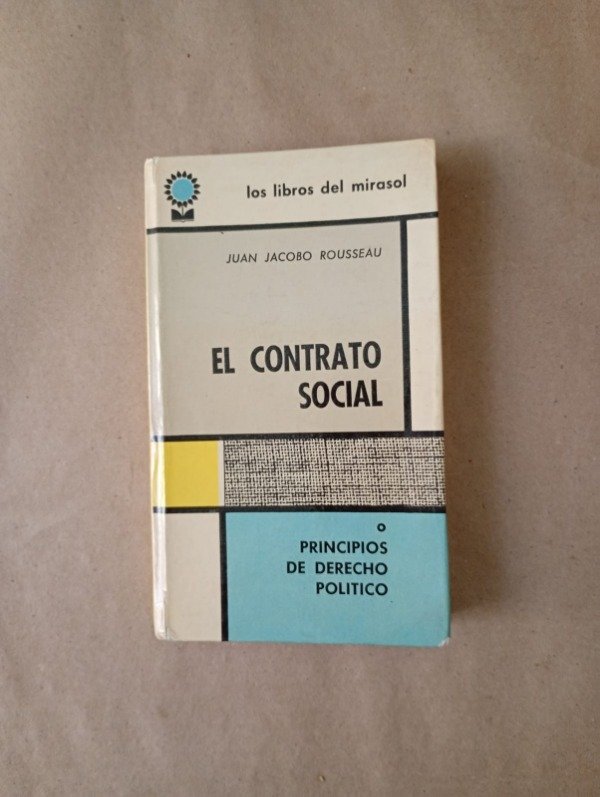 los libros del mirasol
JUAN JACOBO ROUSSEAU
EL CONTRATO
SOCIAL
o
PRINCIPIOS
DE DERECHO
POLITICO